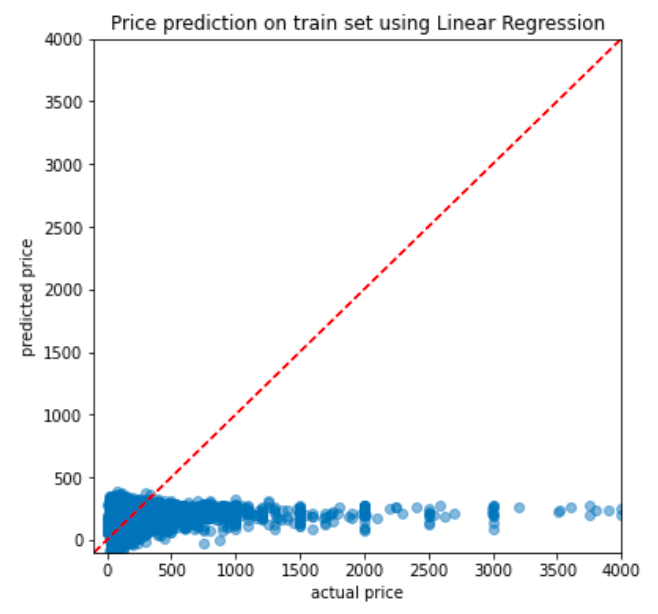 Price prediction on train set using Linear Regression
4000
3500
3000
2500
2000
1500
1000
500
0
predicted price
0 500 1000 1500 2000 2500 3000 3500 4000
actual price